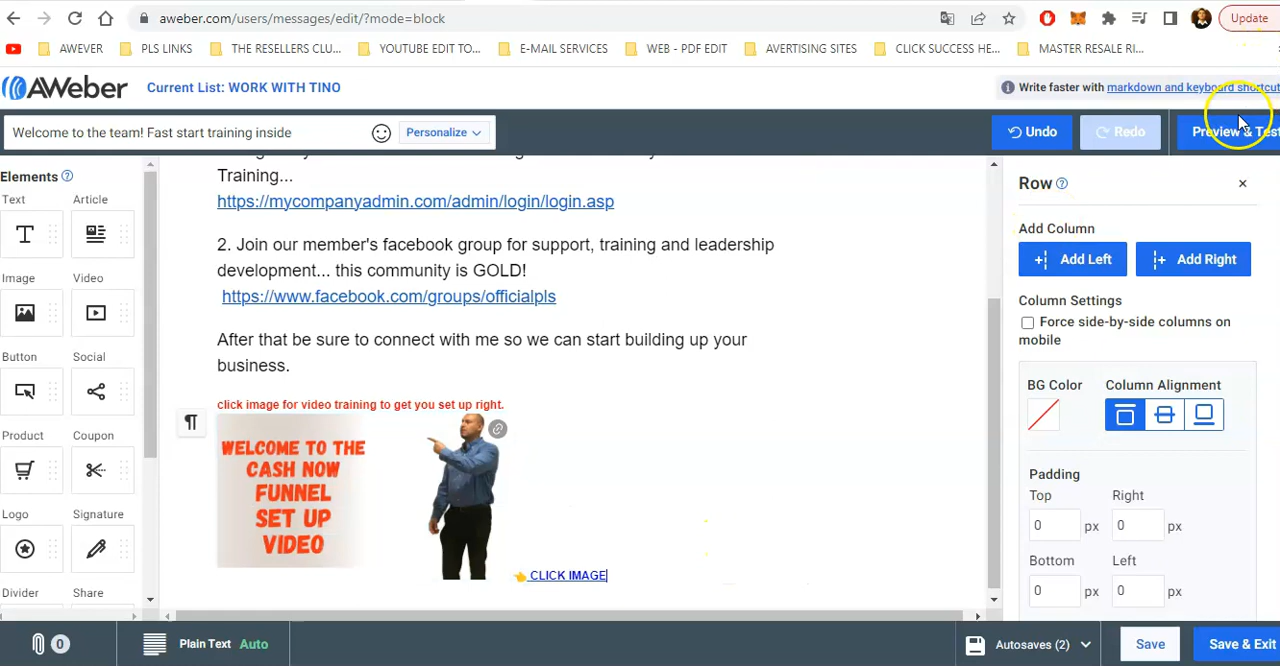 aweber.com/users/messages/edit/?mode=block
Update
AWEVER
PLS LINKS
THE RESELLERS CLU...
YOUTUBE EDIT TO...
E-MAIL SERVICES
WEB - PDF EDIT
AVERTISING SITES
CLICK SUCCESS HE...
MASTER RESALE RI...
AWeber
Current List: WORK WITH TINO
Write faster with markdown and keyboard shortcut
Welcome to the team! Fast start training inside
Personalize
Undo
Redo
Preview & Test
Elements
Text
Article
Image
Video
Button
Social
Product
Coupon
Logo
Signature
Divider
Share
Training...
https://mycompanyadmin.com/admin/login/login.asp
2. Join our member's facebook group for support, training and leadership
development... this community is GOLD!
https://www.facebook.com/groups/officialpls
After that be sure to connect with me so we can start building up your
business.
click image for video training to get you set up right.
WELCOME TO THE
CASH NOW
FUNNEL
SET UP
VIDEO
CLICK IMAGE
Row
Add Column
Add Left
Add Right
Column Settings
Force side-by-side columns on
mobile
BG Color
Column Alignment
Padding
Top
Right
0 px
0 px
Bottom
Left
0 px
0 px
0
Plain Text Auto
Autosaves (2)
Save
Save & Exit